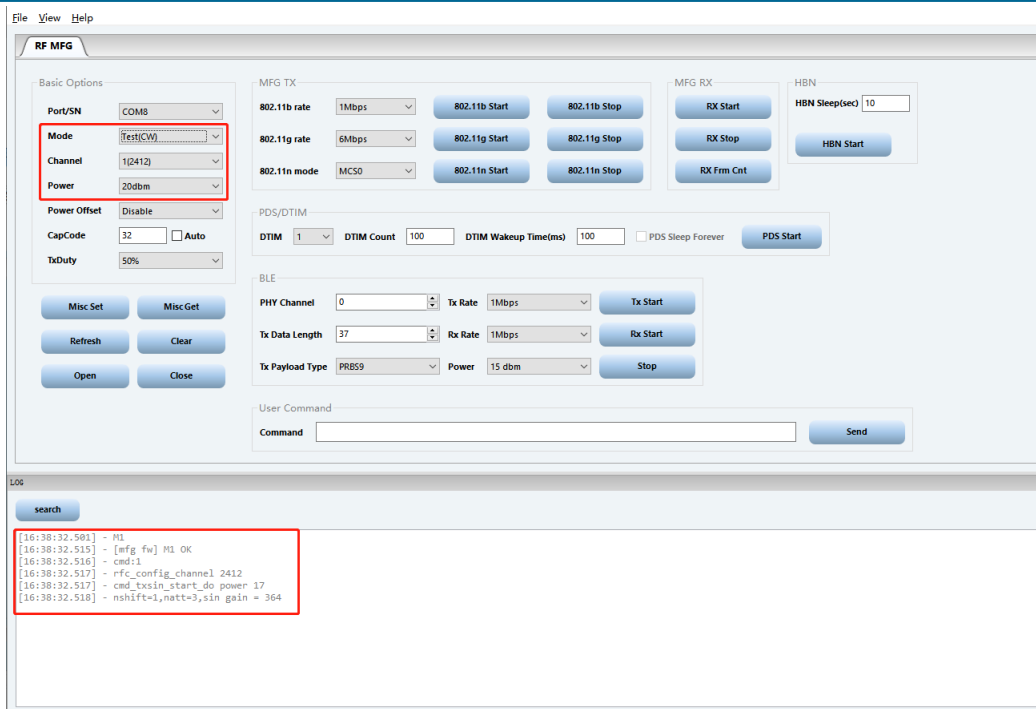 File View Help
RF MFG
Basic Options
Port/SN COM8
Mode Test(CW)
Channel 1(2412)
Power 20dbm
Power Offset Disable
CapCode 32 Auto
TxDuty 50%
Misc Set Misc Get
Refresh Clear
Open Close
MFG TX
802.11b rate 1Mbps 802.11b Start 802.11b Stop
802.11g rate 6Mbps 802.11g Start 802.11g Stop
802.11n mode MCS0 802.11n Start 802.11n Stop
MFG RX
RX Start
RX Stop
RX Frm Cnt
HBN
HBN Sleep(sec) 10
HBN Start
PDS/DTIM
DTIM 1 DTIM Count 100 DTIM Wakeup Time(ms) 100 PDS Sleep Forever PDS Start
BLE
PHY Channel 0 Tx Rate 1Mbps Tx Start
Tx Data Length 37 Rx Rate 1Mbps Rx Start
Tx Payload Type PRBS9 Power 15 dbm Stop
User Command
Command Send
LOG
search
[16:38:32.501] - M1
[16:38:32.515] - [mfg fw] M1 OK
[16:38:32.516] - cmd:1
[16:38:32.517] - rfc_config_channel 2412
[16:38:32.517] - cmd_txsin_start_do power 17
[16:38:32.518] - nshift=1,natt=3,sin gain = 364